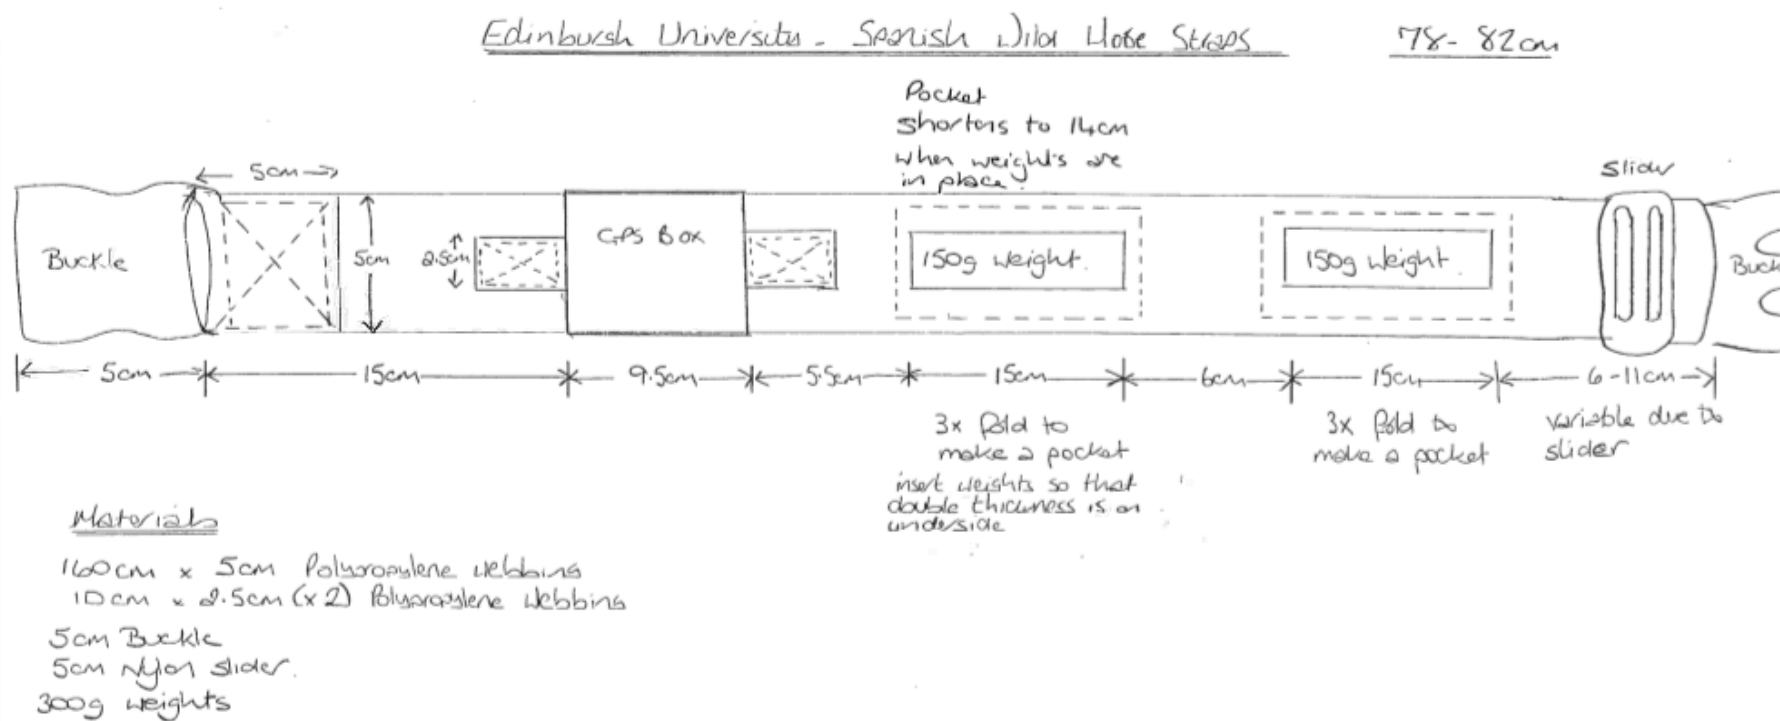 Edinburgh University - Spanish Wild Horse Straps 78-82cm
Pocket
shortens to 14cm
when weights are
in place.
Slider
5cm
Buckle
5cm
2.5cm
GPS Box
150g weight.
150g weight.
Buck
5cm
15cm
9.5cm
5.5cm
15cm
6cm
15cm
6-11cm
3x fold to
make a pocket
insert weights so that
double thickness is on
underside
3x fold to
make a pocket
variable due to
slider
Materials
160cm x 5cm Polypropylene Webbing
10cm x 2.5cm (x2) Polypropylene Webbing
5cm Buckle
5cm Nylon slider.
300g weights